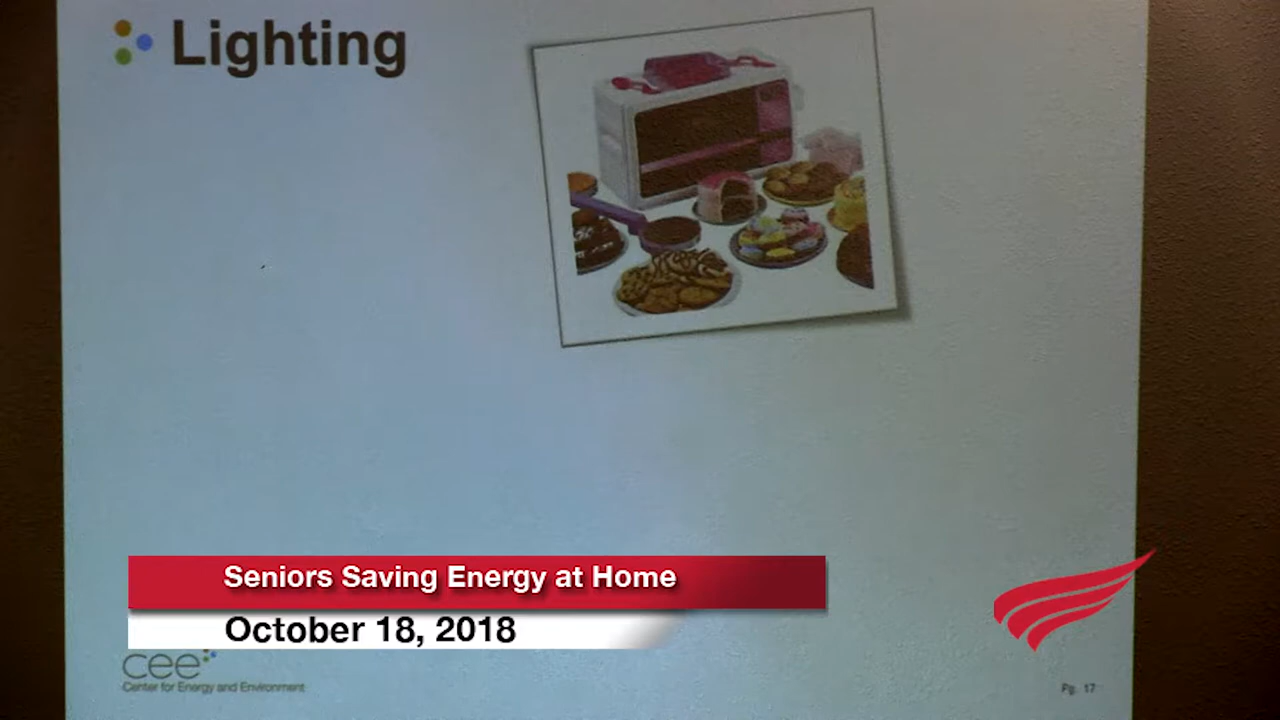 Lighting
Seniors Saving Energy at Home
October 18, 2018
cee
Center for Energy and Environment
Pg. 17